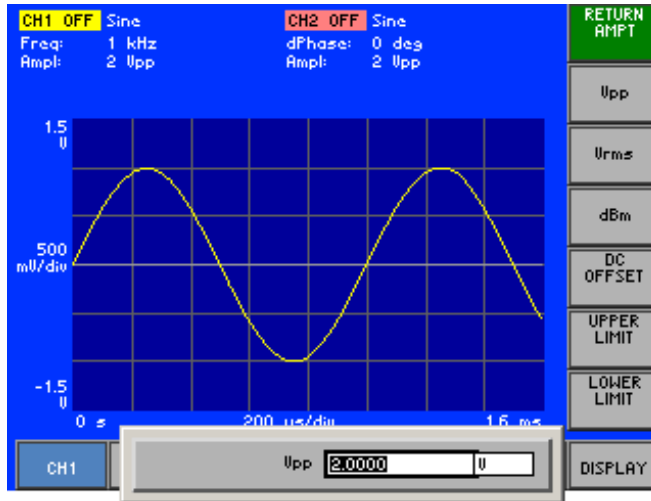 CH1 OFF Sine
Freq: 1 kHz
Ampl: 2 Vpp
CH2 OFF Sine
dPhase: 0 deg
Ampl: 2 Vpp
1.5
V
500
mV/div
-1.5
V
0 s 200 us/div 1.6 ms
CH1
Vpp 2.0000 V
RETURN
AMPT
Vpp
Vrms
dBm
DC
OFFSET
UPPER
LIMIT
LOWER
LIMIT
DISPLAY